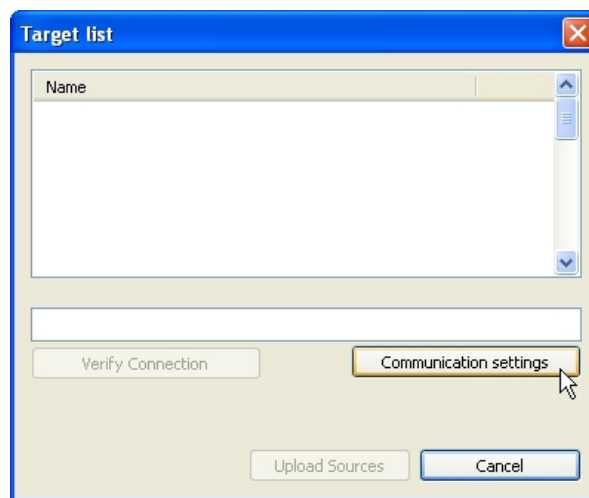 Target list
Name
Verify Connection
Communication settings
Upload Sources
Cancel